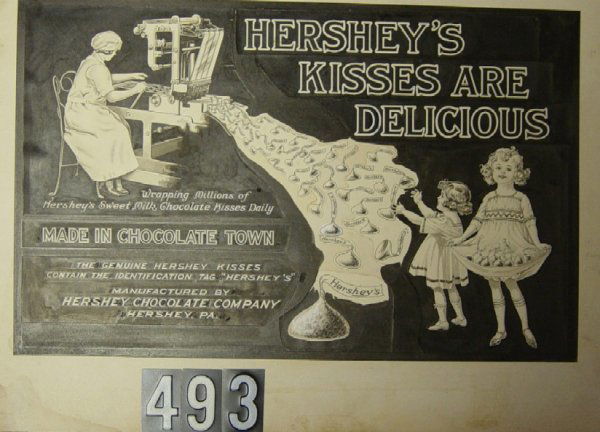 HERSHEY'S
KISSES ARE
DELICIOUS
Wrapping Millions of
Hershey's Sweet Milk Chocolate Kisses Daily
MADE IN CHOCOLATE TOWN
THE GENUINE HERSHEY KISSES
CONTAIN THE IDENTIFICATION TAG "HERSHEY'S"
MANUFACTURED BY
HERSHEY CHOCOLATE COMPANY
HERSHEY, PA.
Hershey's
493